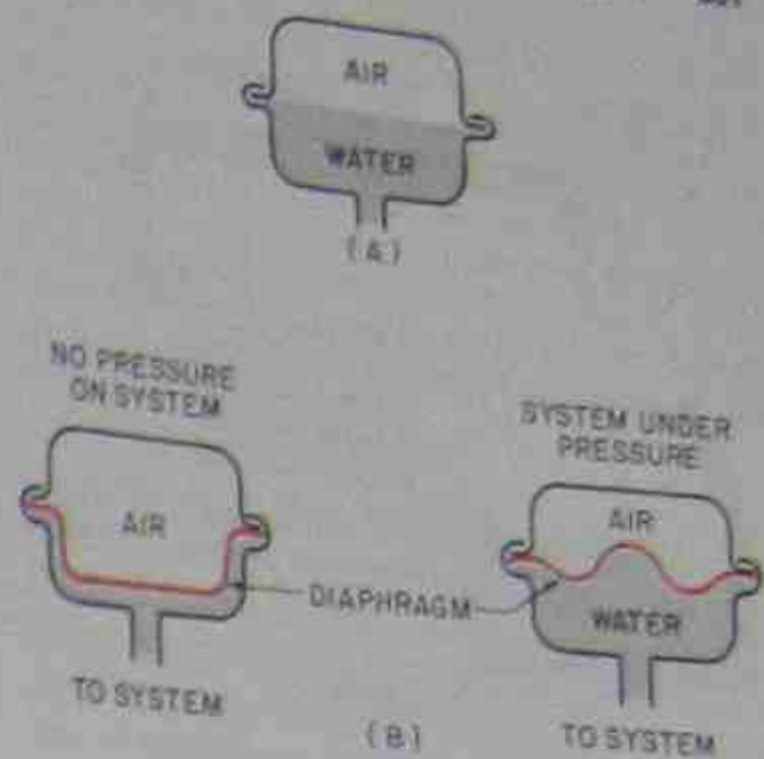 AIR
WATER
(A)
NO PRESSURE
ON SYSTEM
SYSTEM UNDER
PRESSURE
AIR
AIR
DIAPHRAGM
WATER
TO SYSTEM
TO SYSTEM
(B)